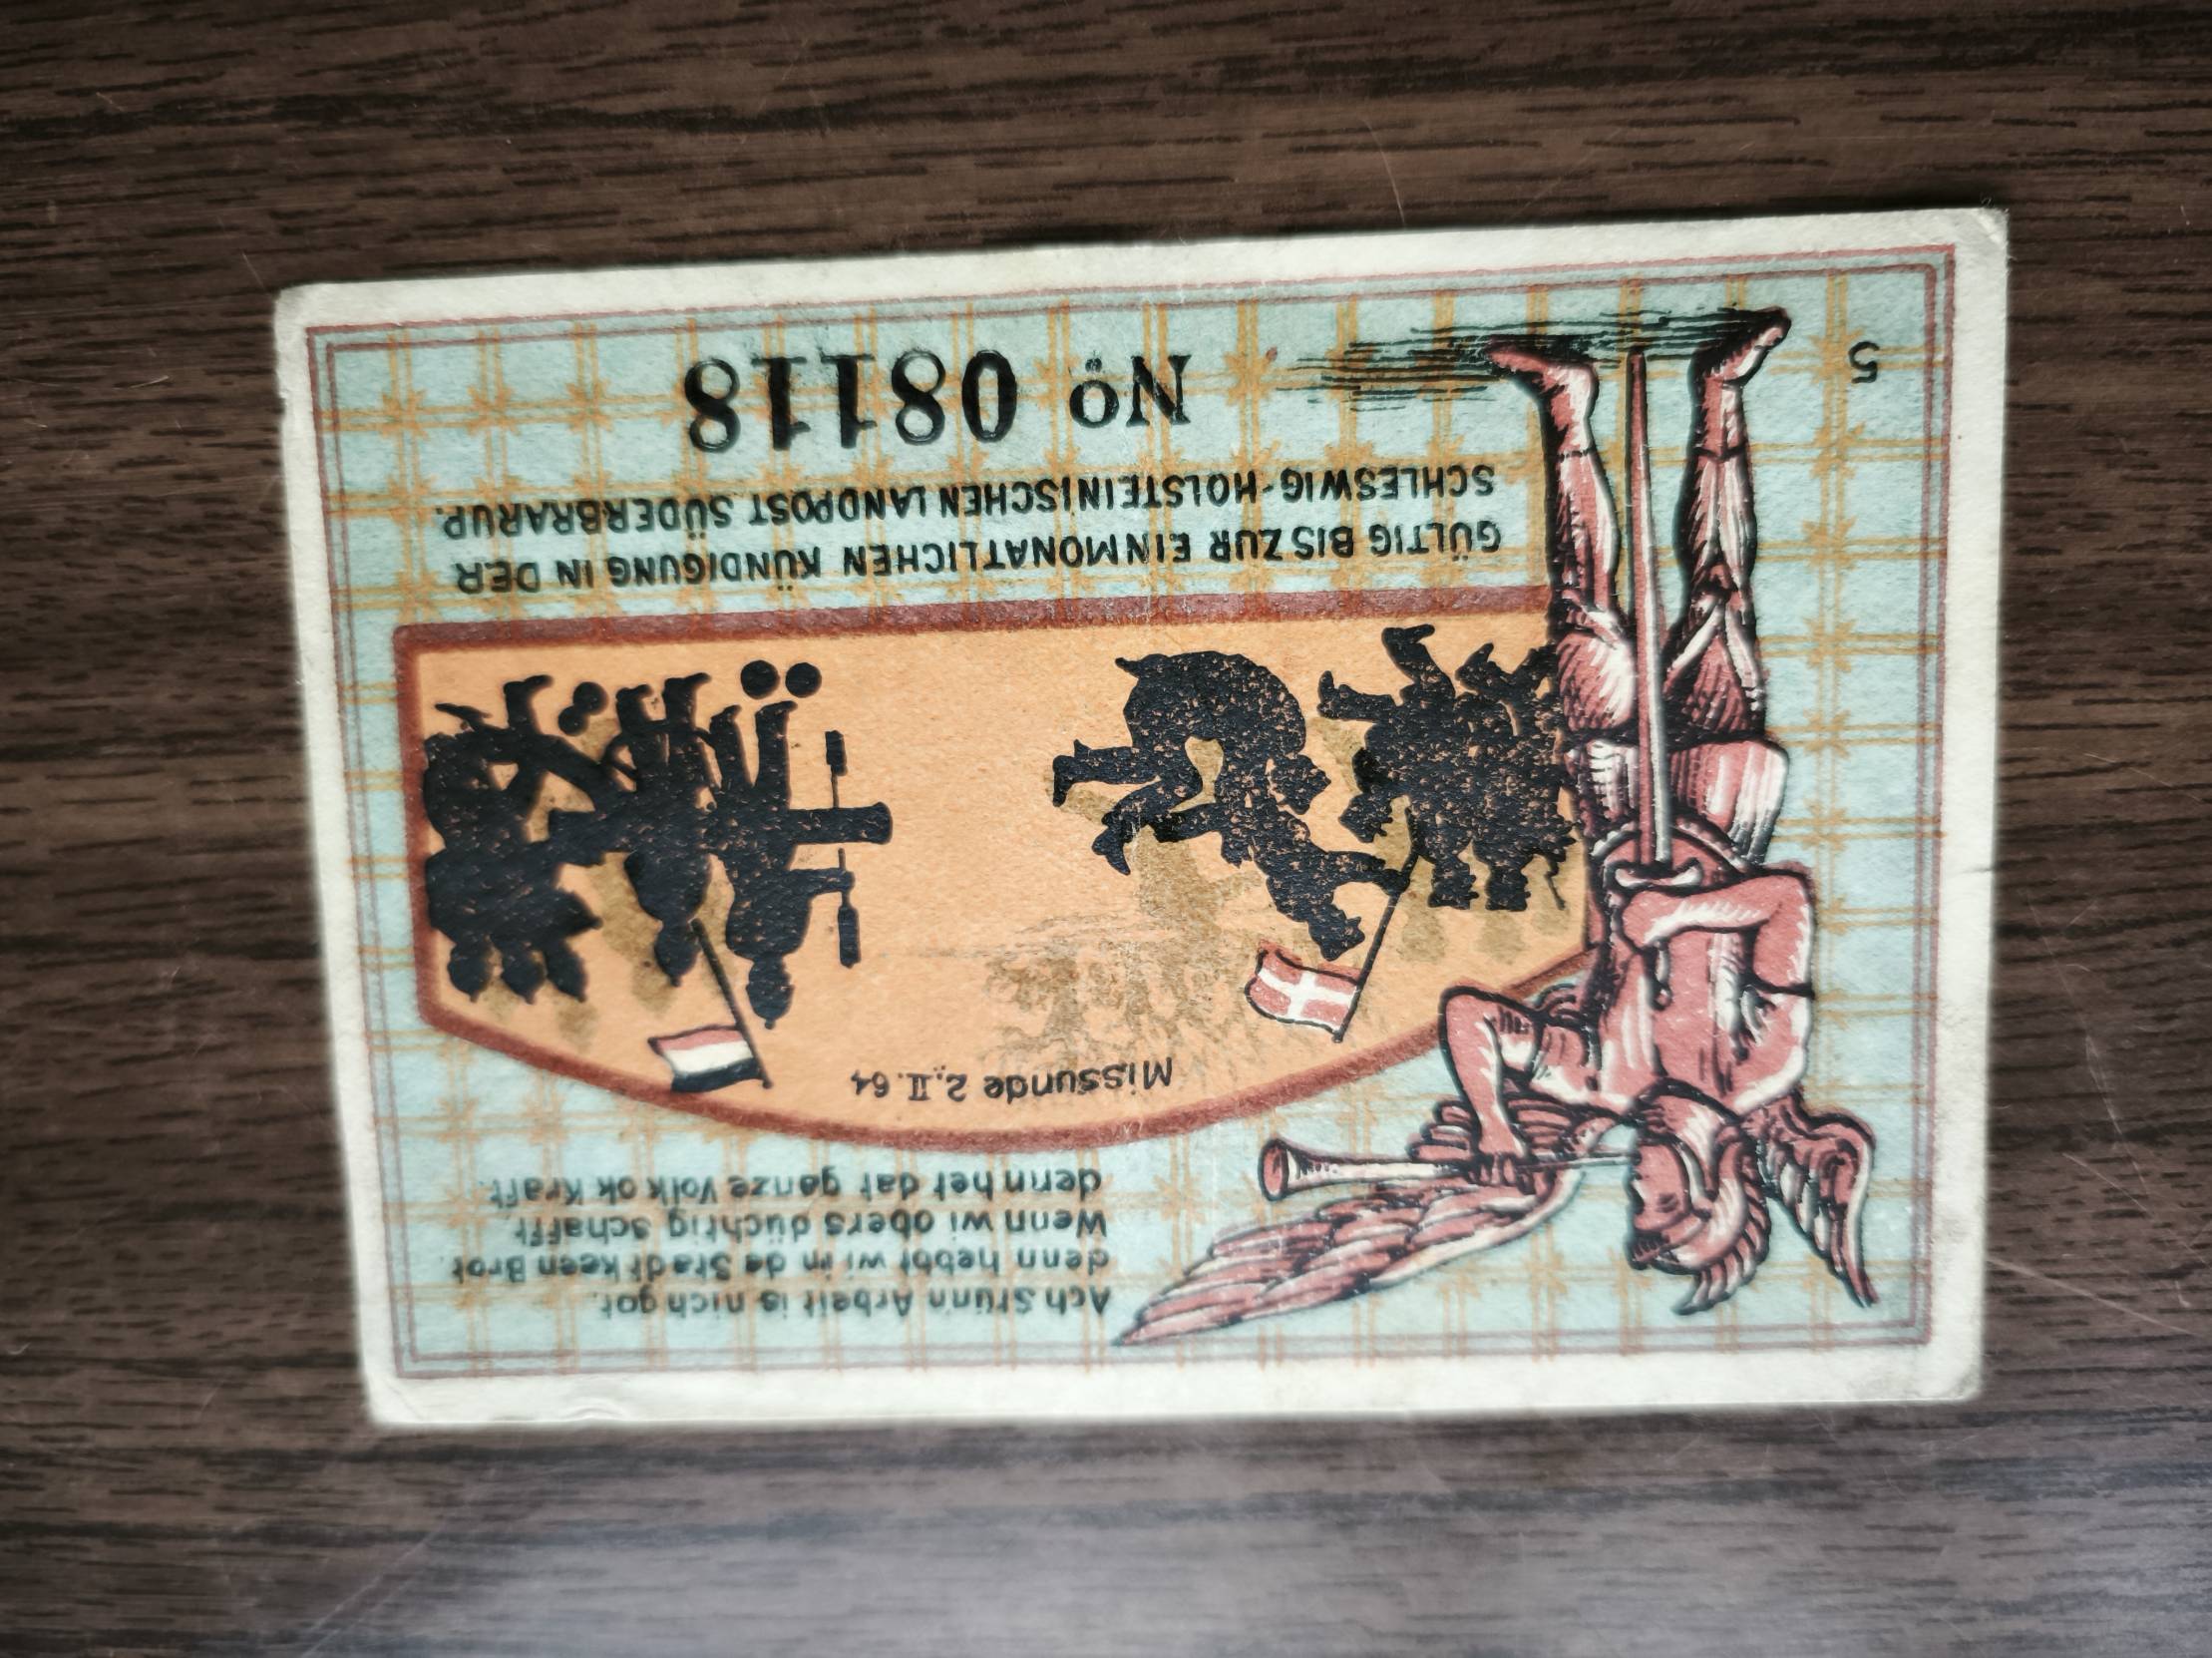 Ach Stünn Arbeit is nich got,
denn hebbt wi in de Stadt keen Brot.
Wenn wi obers düchtig schafft,
denn het dat ganze Volk ok Kraft.
Missunde 2.II.64
GÜLTIG BIS ZUR EINMONATLICHEN KÜNDIGUNG IN DER
SCHLESWIG-HOLSTEINISCHEN LANDPOST SÜDERBRARUP.
No 08118
5